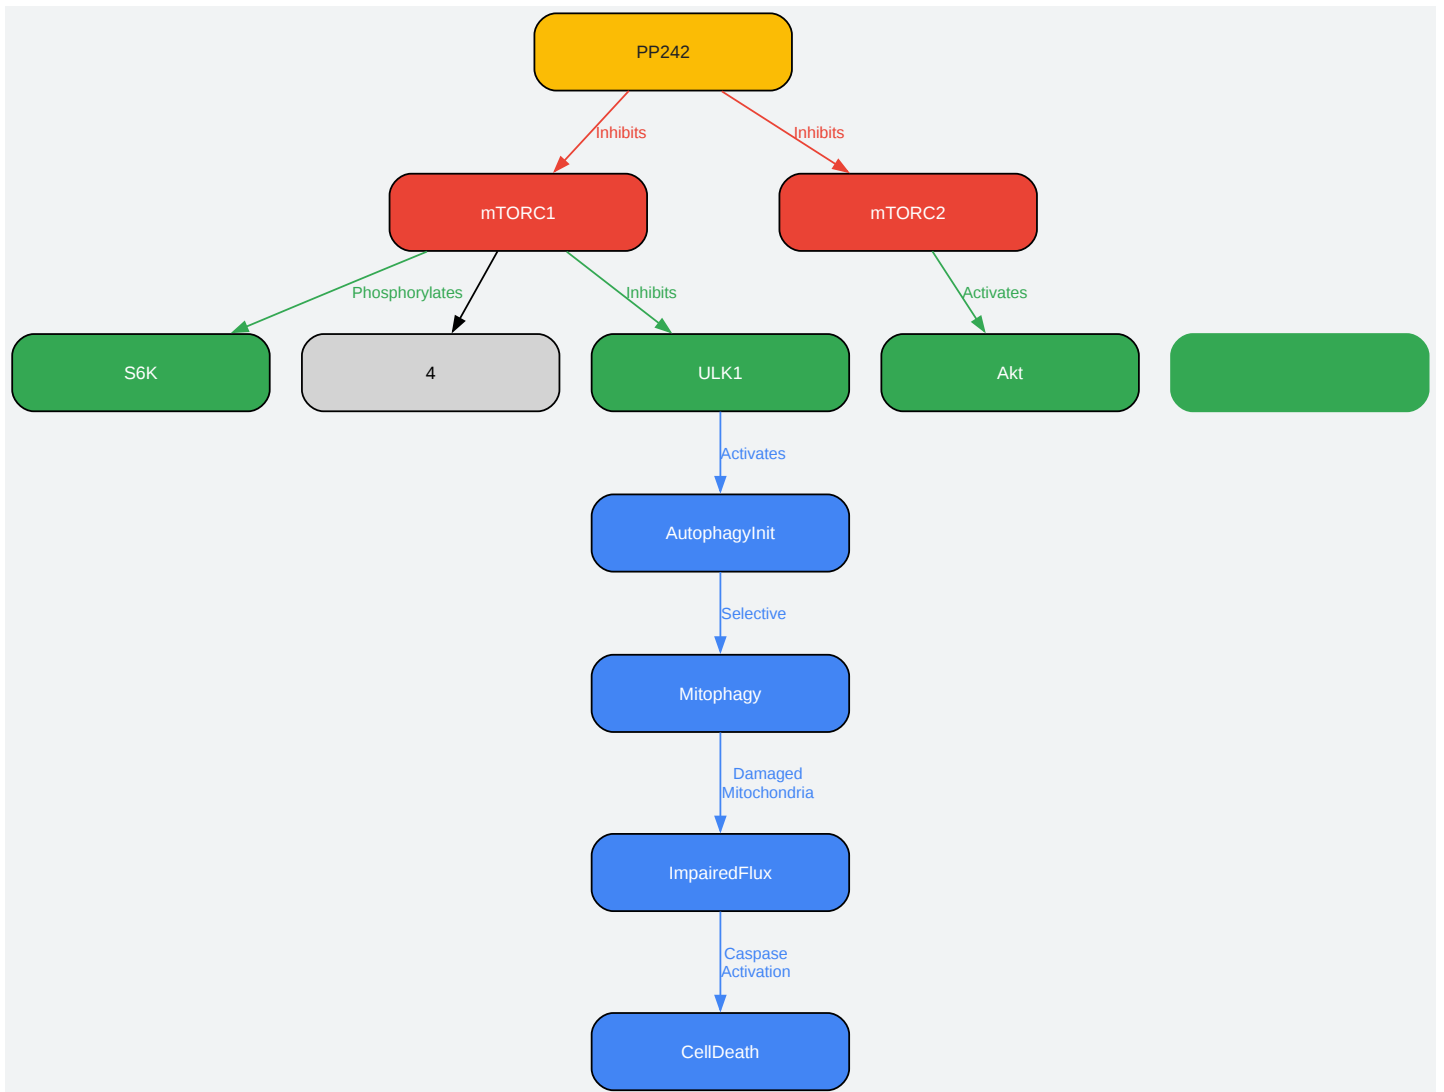 PP242
Inhibits
Inhibits
mTORC1
mTORC2
Phosphorylates
Inhibits
Activates
S6K
4
ULK1
Akt
Activates
AutophagyInit
Selective
Mitophagy
Damaged
Mitochondria
ImpairedFlux
Caspase
Activation
CellDeath